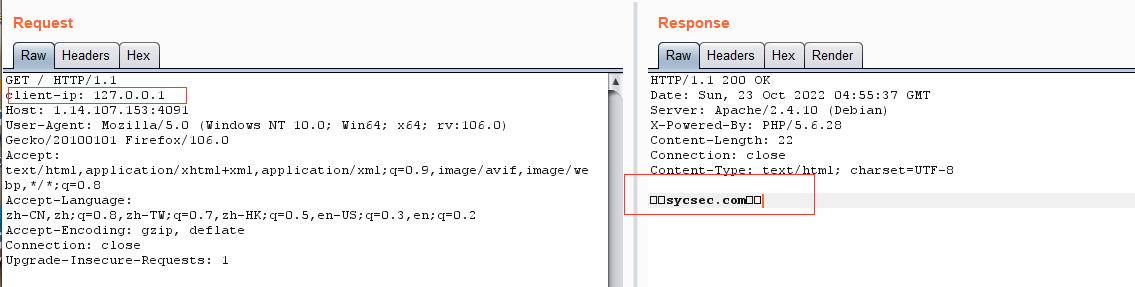 Request
Raw Headers Hex
GET / HTTP/1.1
client-ip: 127.0.0.1
Host: 1.14.107.153:4091
User-Agent: Mozilla/5.0 (Windows NT 10.0; Win64; x64; rv:106.0)
Gecko/20100101 Firefox/106.0
Accept:
text/html,application/xhtml+xml,application/xml;q=0.9,image/avif,image/we
bp,*/*;q=0.8
Accept-Language:
zh-CN,zh;q=0.8,zh-TW;q=0.7,zh-HK;q=0.5,en-US;q=0.3,en;q=0.2
Accept-Encoding: gzip, deflate
Connection: close
Upgrade-Insecure-Requests: 1
Response
Raw Headers Hex Render
HTTP/1.1 200 OK
Date: Sun, 23 Oct 2022 04:55:37 GMT
Server: Apache/2.4.10 (Debian)
X-Powered-By: PHP/5.6.28
Content-Length: 22
Connection: close
Content-Type: text/html; charset=UTF-8
□□sycsec.com□□